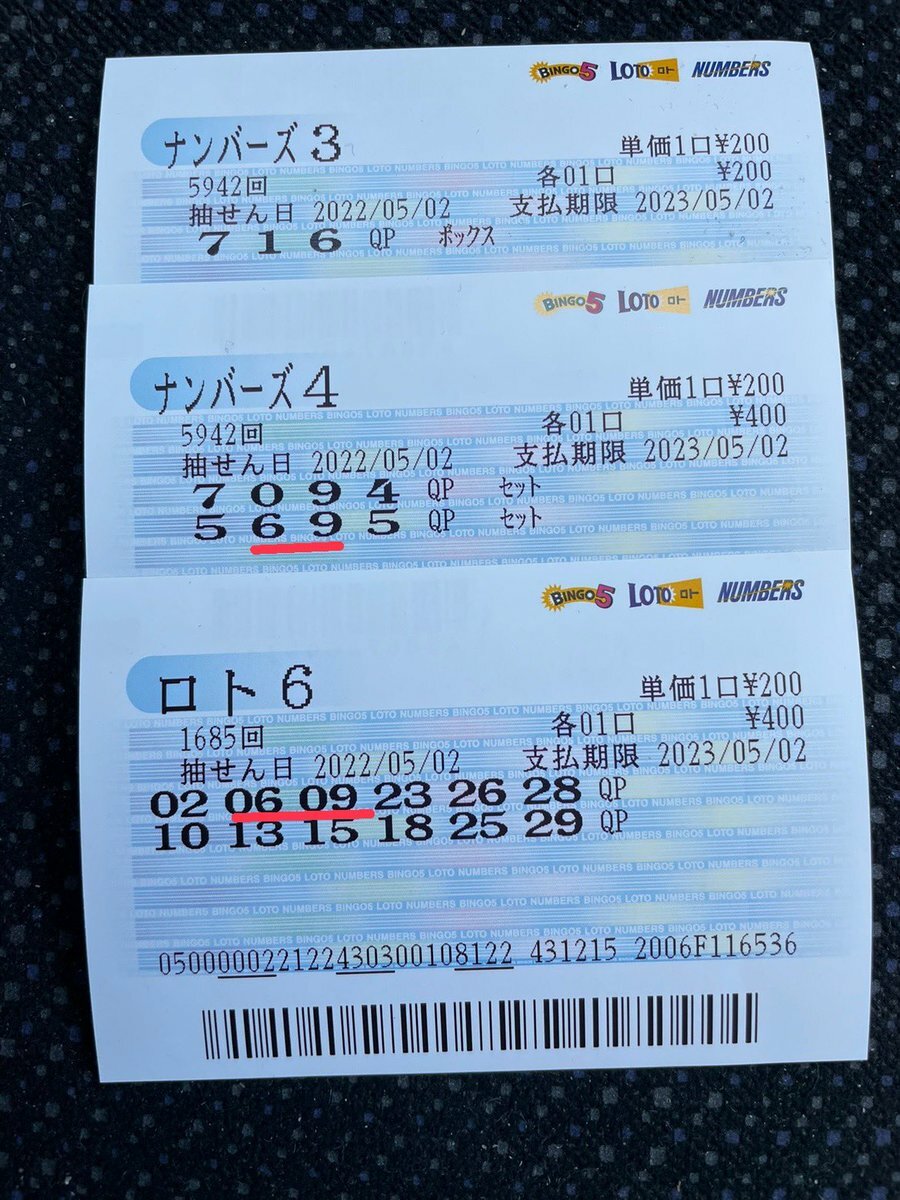 BINGO5 LOTO ロト NUMBERS
ナンバーズ3 単価1口¥200
5942回 各01口 ¥200
抽せん日 2022/05/02 支払期限 2023/05/02
7 1 6 QP ボックス
BINGO5 LOTO ロト NUMBERS
ナンバーズ4 単価1口¥200
5942回 各01口 ¥400
抽せん日 2022/05/02 支払期限 2023/05/02
7 0 9 4 QP セット
5 6 9 5 QP セット
BINGO5 LOTO ロト NUMBERS
ロト6 単価1口¥200
1685回 各01口 ¥400
抽せん日 2022/05/02 支払期限 2023/05/02
02 06 09 23 26 28 QP
10 13 15 18 25 29 QP
050000022122430300108122 431215 2006F116536